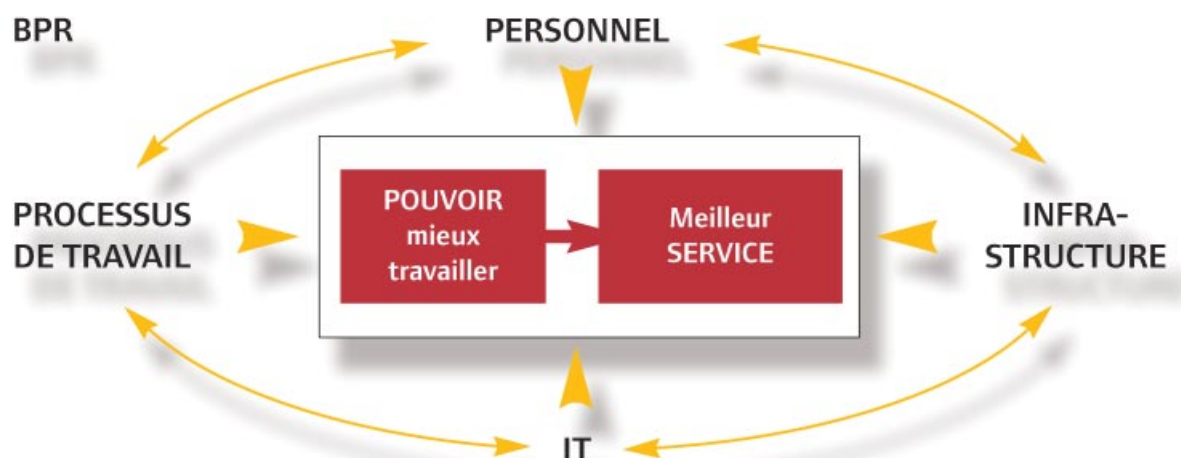 BPR
PERSONNEL
PROCESSUS
DE TRAVAIL
POUVOIR
mieux
travailler
Meilleur
SERVICE
INFRA-
STRUCTURE
IT